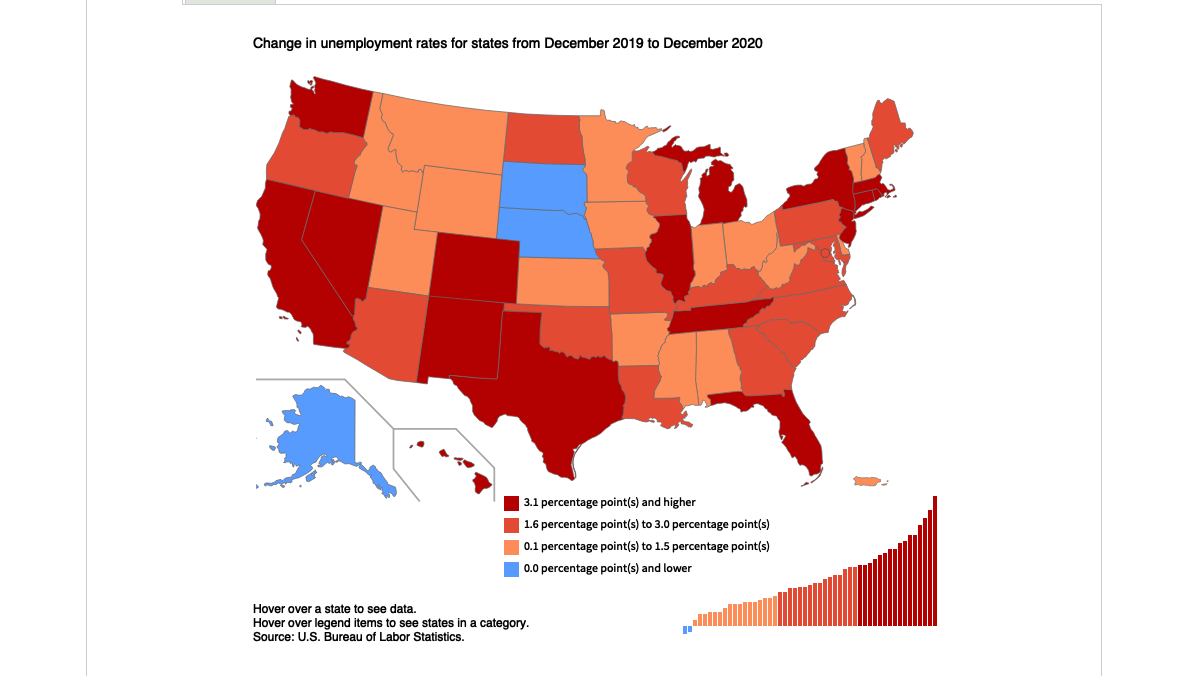 Change in unemployment rates for states from December 2019 to December 2020
3.1 percentage point(s) and higher
1.6 percentage point(s) to 3.0 percentage point(s)
0.1 percentage point(s) to 1.5 percentage point(s)
0.0 percentage point(s) and lower
Hover over a state to see data.
Hover over legend items to see states in a category.
Source: U.S. Bureau of Labor Statistics.